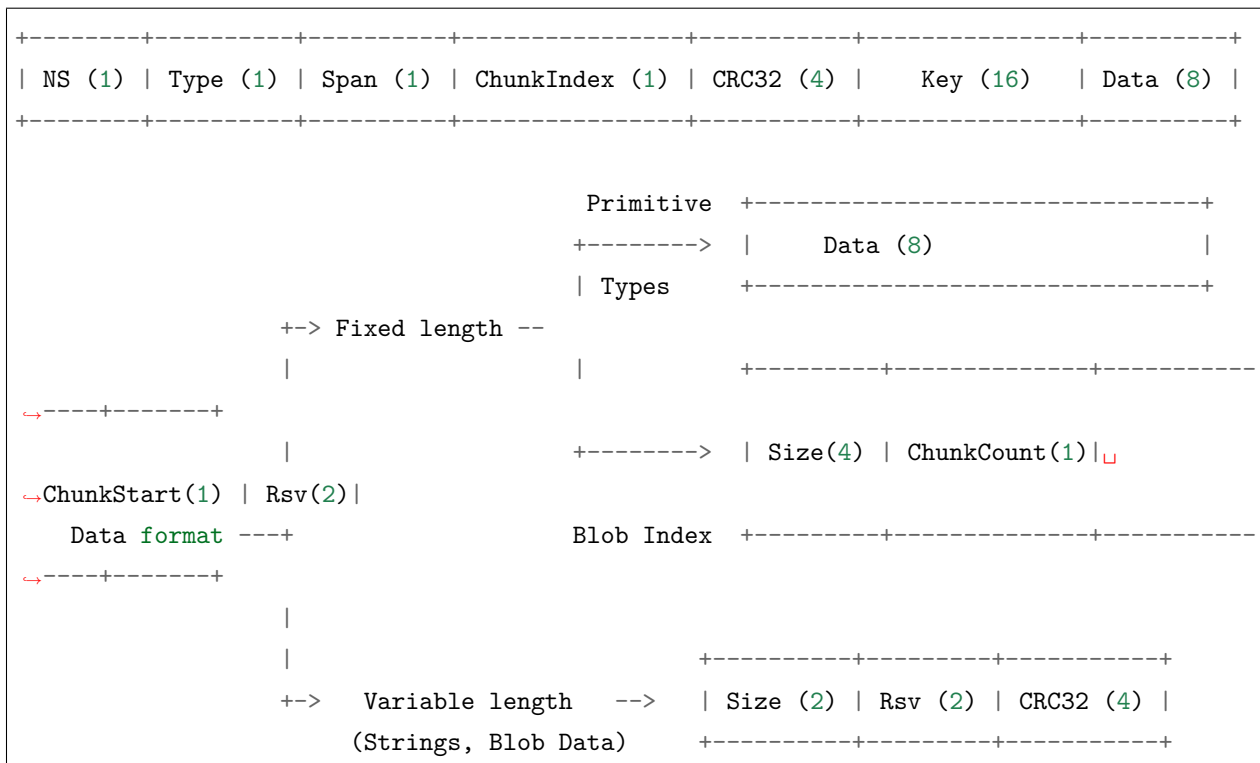 +--------+----------+----------+---------------+-----------+--------------+----------+
| NS (1) | Type (1) | Span (1) | ChunkIndex (1) | CRC32 (4) |    Key (16)    | Data (8) |
+--------+----------+----------+---------------+-----------+--------------+----------+
                                       Primitive  +-------------------------------+
                                      +-------->  |     Data (8)                  |
                                      | Types     +-------------------------------+
                   +-> Fixed length --
                   |                   |           +---------+--------------+-----------
↪----+-------+
                   |                   +-------->  | Size(4) | ChunkCount(1)|␣
↪ChunkStart(1) | Rsv(2)|
    Data format ---+                   Blob Index  +---------+--------------+-----------
↪----+-------+
                   |
                   |                             +----------+---------+-----------+
                   +->   Variable length   -->   | Size (2) | Rsv (2) | CRC32 (4) |
                        (Strings, Blob Data)     +----------+---------+-----------+